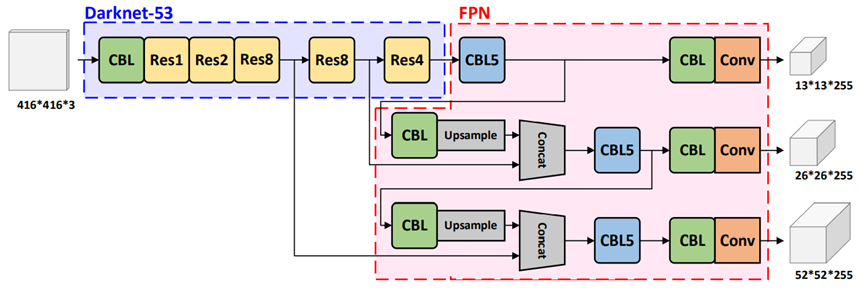 Darknet-53
FPN
CBL
Res1
Res2
Res8
Res8
Res4
CBL5
CBL
Conv
416*416*3
13*13*255
CBL
Upsample
Concat
CBL5
CBL
Conv
26*26*255
CBL
Upsample
Concat
CBL5
CBL
Conv
52*52*255